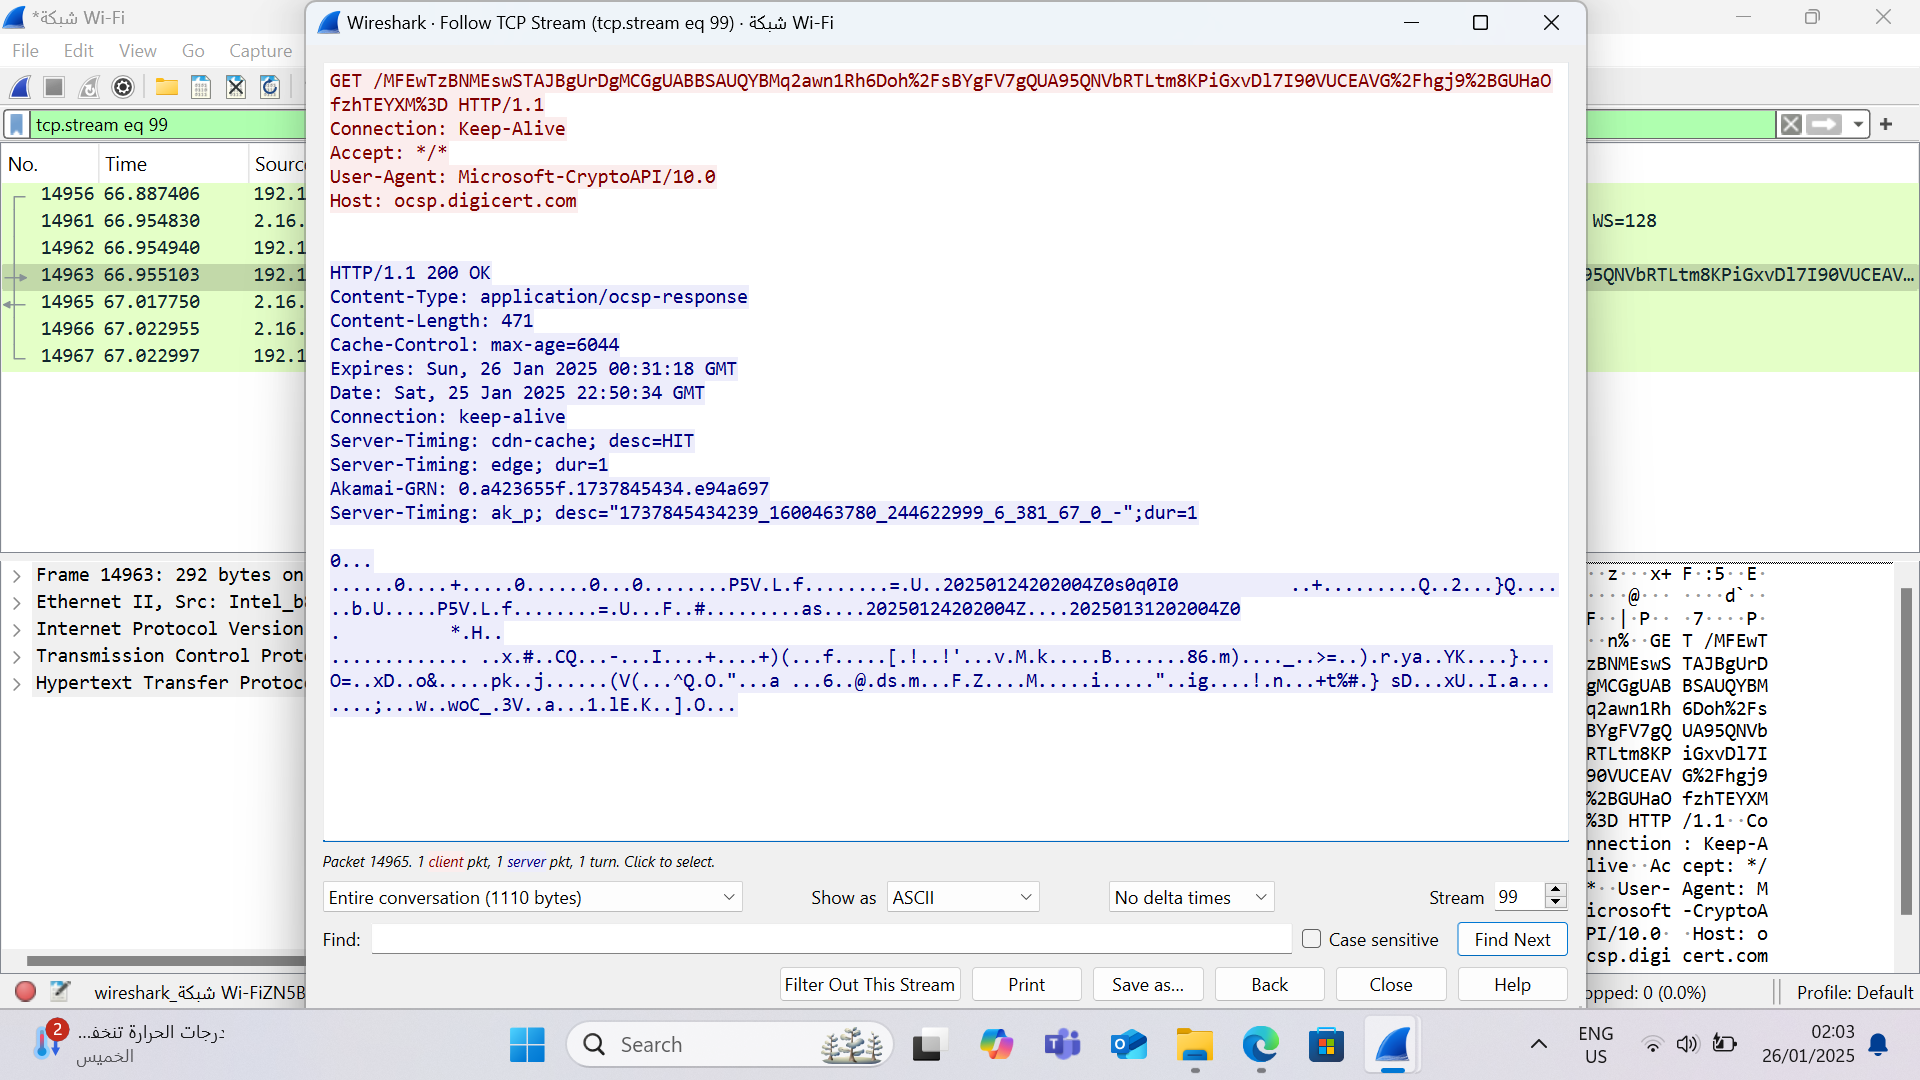 *شبكة Wi-Fi
File Edit View Go Capture
tcp.stream eq 99
No. Time
14956 66.887406 192.1
14961 66.954830 2.16. WS=128
14962 66.954940 192.1
14963 66.955103 192.1 95QNVbRTLtm8KPiGxvDl7I90VUCEAV…
14965 67.017750 2.16.
14966 67.022955 2.16.
14967 67.022997 192.1
Frame 14963: 292 bytes on
Ethernet II, Src: Intel_b
Internet Protocol Version
Transmission Control Proto
Hypertext Transfer Protoc
Wireshark · Follow TCP Stream (tcp.stream eq 99) · شبكة Wi-Fi
GET /MFEwTzBNMEswSTAJBgUrDgMCGgUABBSAUQYBMq2awn1Rh6Doh%2FsBYgFV7gQUA95QNVbRTLtm8KPiGxvDl7I90VUCEAVG%2Fhgj9%2BGUHaO
fzhTEYXM%3D HTTP/1.1
Connection: Keep-Alive
Accept: */*
User-Agent: Microsoft-CryptoAPI/10.0
Host: ocsp.digicert.com
HTTP/1.1 200 OK
Content-Type: application/ocsp-response
Content-Length: 471
Cache-Control: max-age=6044
Expires: Sun, 26 Jan 2025 00:31:18 GMT
Date: Sat, 25 Jan 2025 22:50:34 GMT
Connection: keep-alive
Server-Timing: cdn-cache; desc=HIT
Server-Timing: edge; dur=1
Akamai-GRN: 0.a423655f.1737845434.e94a697
Server-Timing: ak_p; desc="1737845434239_1600463780_244622999_6_381_67_0_-";dur=1
0...
......0....+.....0......0...0........P5V.L.f........=.U..20250124202004Z0s0q0I0 ..+.........Q..2...}Q....
..b.U.....P5V.L.f........=.U...F..#.........as....20250124202004Z....20250131202004Z0
. *.H..
............. ..x.#..CQ...-...I....+....+)(...f.....[.!..!'...v.M.k.....B.......86.m)...._..>=..).r.ya..YK....}...
O=..xD..o&.....pk..j......(V(...^Q.O."...a ...6..@.ds.m...F.Z....M.....i....."..ig....!.n...+t%#.} sD...xU..I.a...
....;...w..woC_.3V..a...1.lE.K..].O...
Packet 14965. 1 client pkt, 1 server pkt, 1 turn. Click to select.
Entire conversation (1110 bytes) Show as ASCII No delta times Stream 99
Find: Case sensitive Find Next
Filter Out This Stream Print Save as... Back Close Help
··z···x+ F·:5··E·
····@··· ····d`··
F··|·P·· ·7····P·
··n%··GE T /MFEwT
zBNMEswS TAJBgUrD
gMCGgUAB BSAUQYBM
q2awn1Rh 6Doh%2Fs
BYgFV7gQ UA95QNVb
RTLtm8KP iGxvDl7I
90VUCEAV G%2Fhgj9
%2BGUHaO fzhTEYXM
%3D HTTP /1.1··Co
nnection : Keep-A
live··Ac cept: */
*··User- Agent: M
icrosoft -CryptoA
PI/10.0· ·Host: o
csp.digi cert.com
wireshark_شبكة Wi-FiZN5B
opped: 0 (0.0%) Profile: Default
2
درجات الحرارة تنخف...
الخميس
Search
ENG
US
02:03
26/01/2025